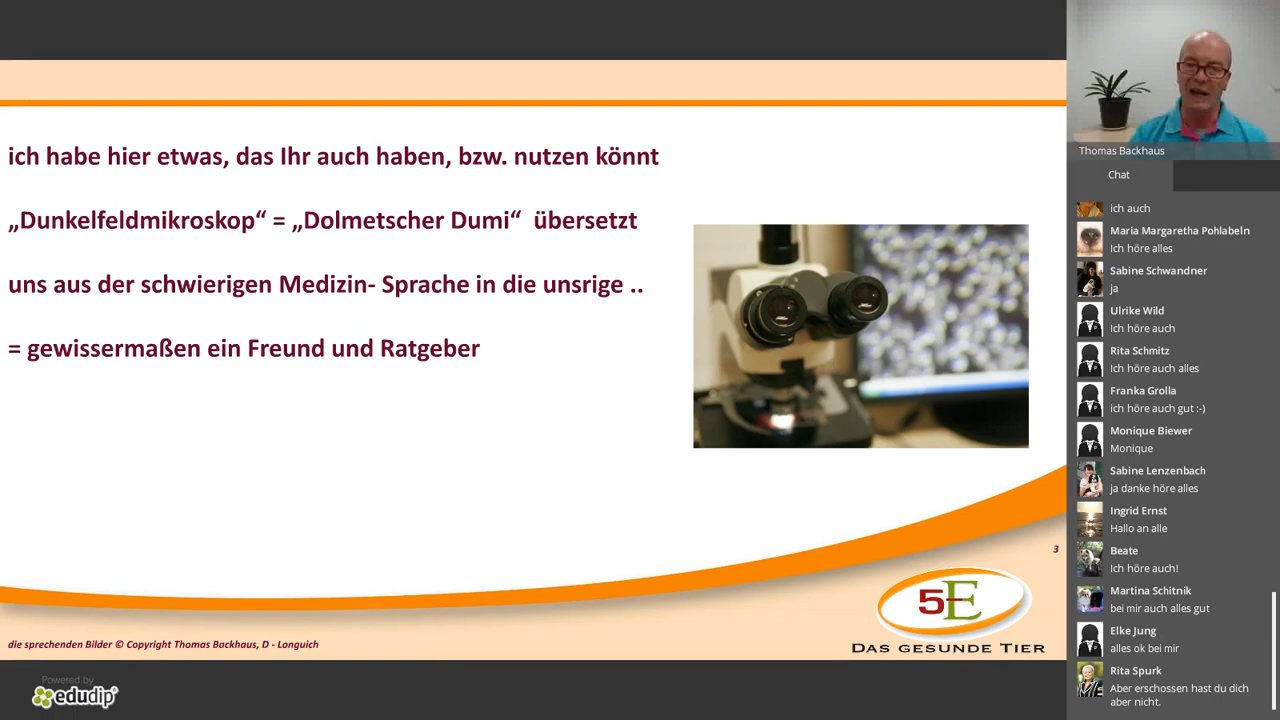 ich habe hier etwas, das Ihr auch haben, bzw. nutzen könnt
„Dunkelfeldmikroskop“ = „Dolmetscher Dumi“ übersetzt
uns aus der schwierigen Medizin- Sprache in die unsrige ..
= gewissermaßen ein Freund und Ratgeber
3
5E
DAS GESUNDE TIER
die sprechenden Bilder © Copyright Thomas Backhaus, D - Longuich
Powered by
edudip
Thomas Backhaus
Chat
ich auch
Maria Margaretha Pohlabeln
Ich höre alles
Sabine Schwandner
ja
Ulrike Wild
Ich höre auch
Rita Schmitz
Ich höre auch alles
Franka Grolla
ich höre auch gut :-)
Monique Biewer
Monique
Sabine Lenzenbach
ja danke höre alles
Ingrid Ernst
Hallo an alle
Beate
Ich höre auch!
Martina Schitnik
bei mir auch alles gut
Elke Jung
alles ok bei mir
Rita Spurk
Aber erschossen hast du dich
aber nicht.